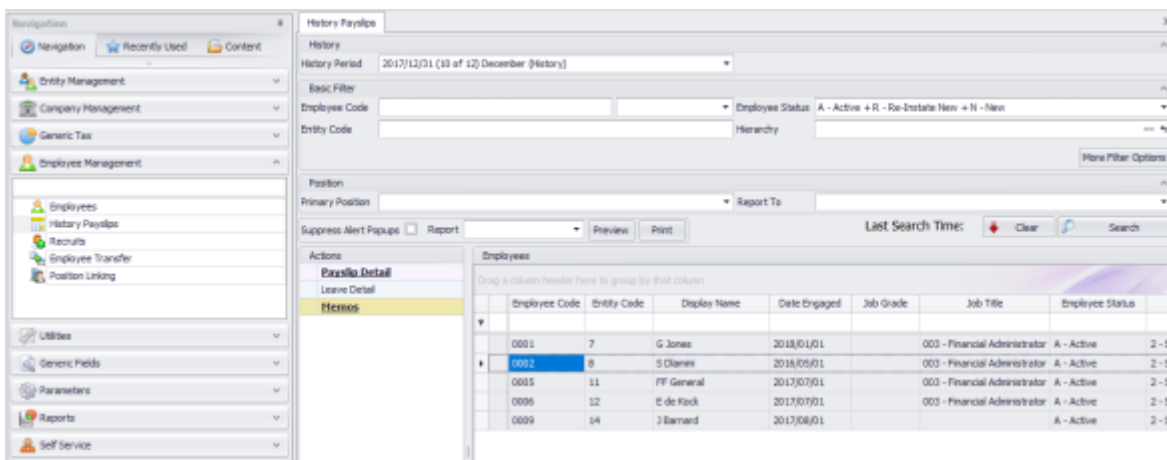 Navigation
Navigation Recently Used Content
Entity Management
Company Management
Generic Tax
Employee Management
Employees
History Payslips
Recruits
Employee Transfer
Position Linking
Utilities
Generic Fields
Parameters
Reports
Self Service
History Payslips
History
History Period 2017/12/31 (10 of 12) December (History)
Basic Filter
Employee Code Employee Status A - Active + R - Re-Instate New + N - New
Entity Code Hierarchy
More Filter Options
Position
Primary Position Report To
Suppress Alert Popups Report Preview Print Last Search Time: Clear Search
Actions
Payslip Detail
Leave Detail
Memos
Employees
Drag a column header here to group by that column
Employee Code Entity Code Display Name Date Engaged Job Grade Job Title Employee Status
0001 7 G Jones 2018/01/01 003 - Financial Administrator A - Active 2 -
0002 8 S Dlamini 2016/05/01 003 - Financial Administrator A - Active 2 -
0005 11 FF General 2017/07/01 003 - Financial Administrator A - Active 2 -
0006 12 E de Kock 2017/07/01 003 - Financial Administrator A - Active 2 -
0009 14 J Barnard 2017/08/01 A - Active 2 -